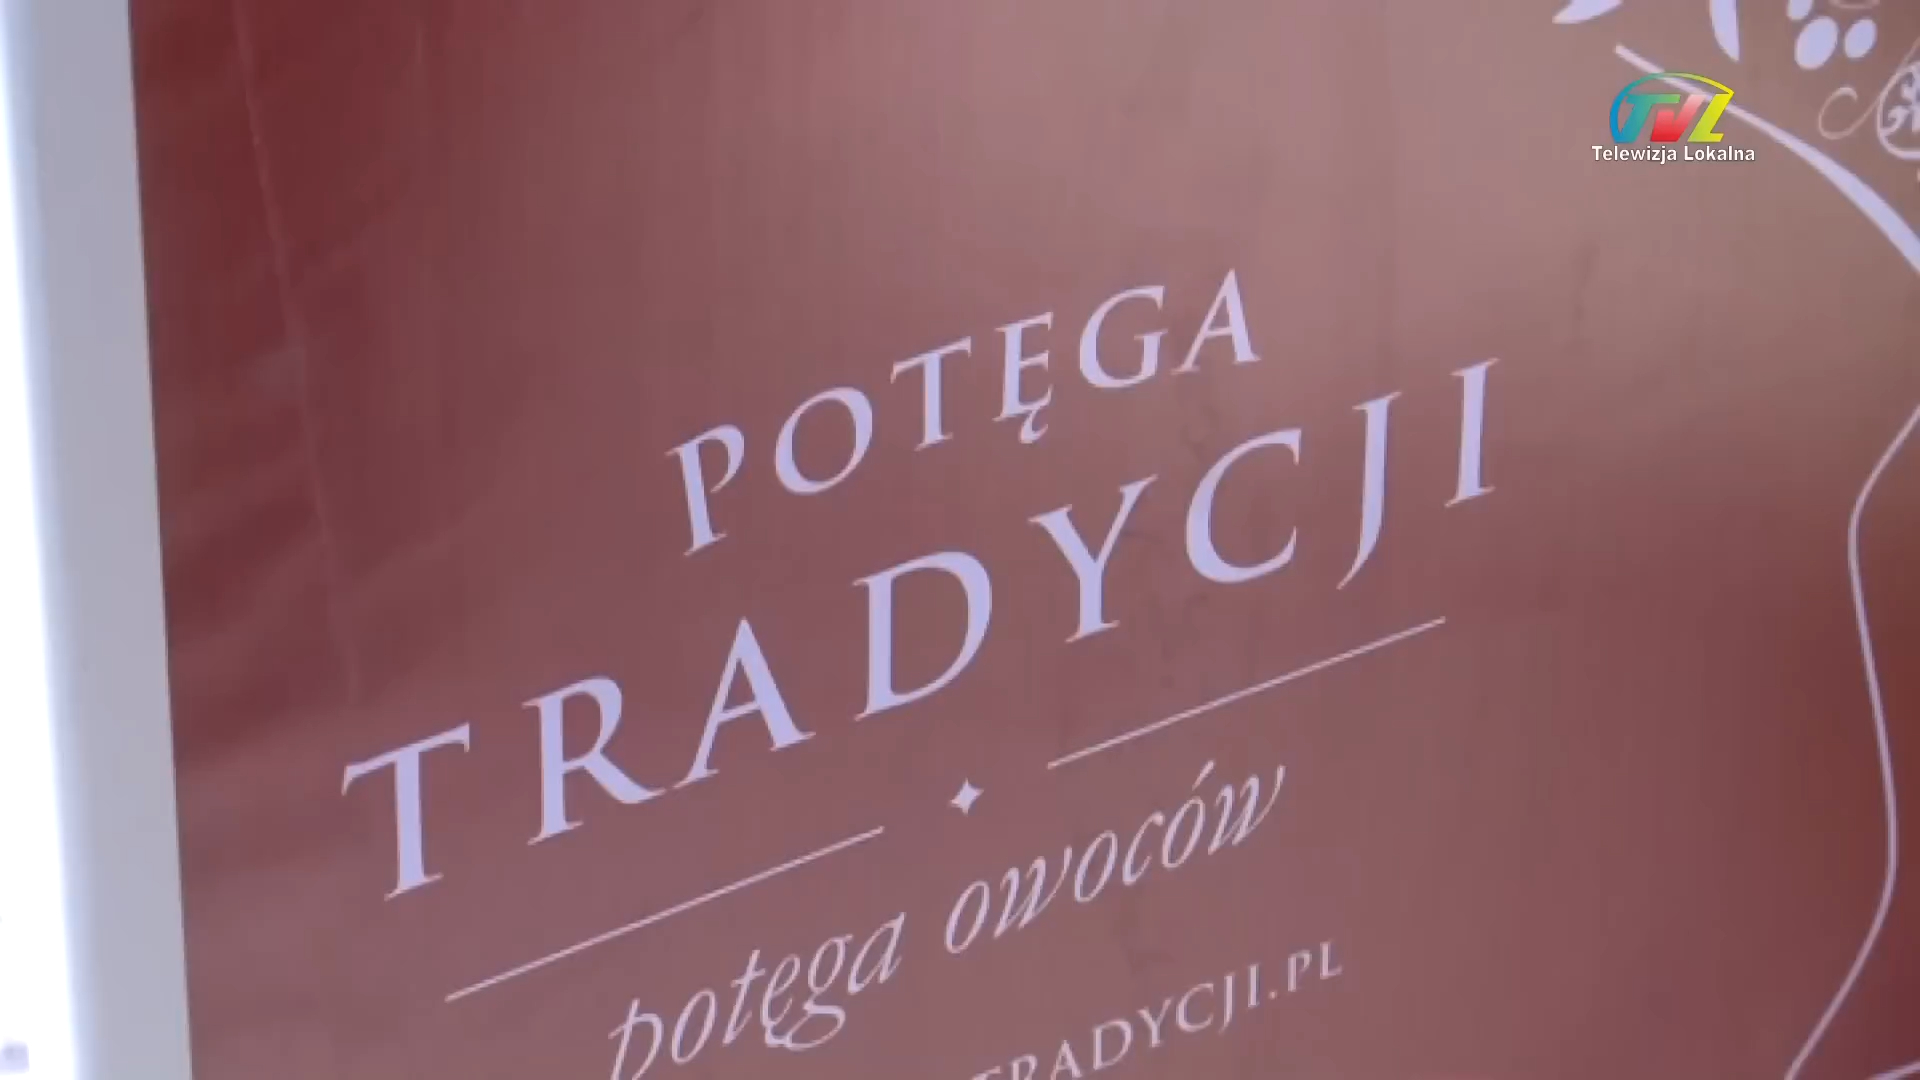 TVL
Telewizja Lokalna
POTĘGA
TRADYCJI
potęga owoców
TRADYCJI.PL